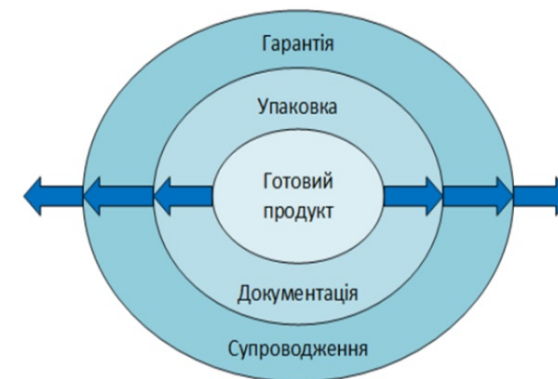 Гарантія
Упаковка
Готовий
продукт
Документація
Супроводження